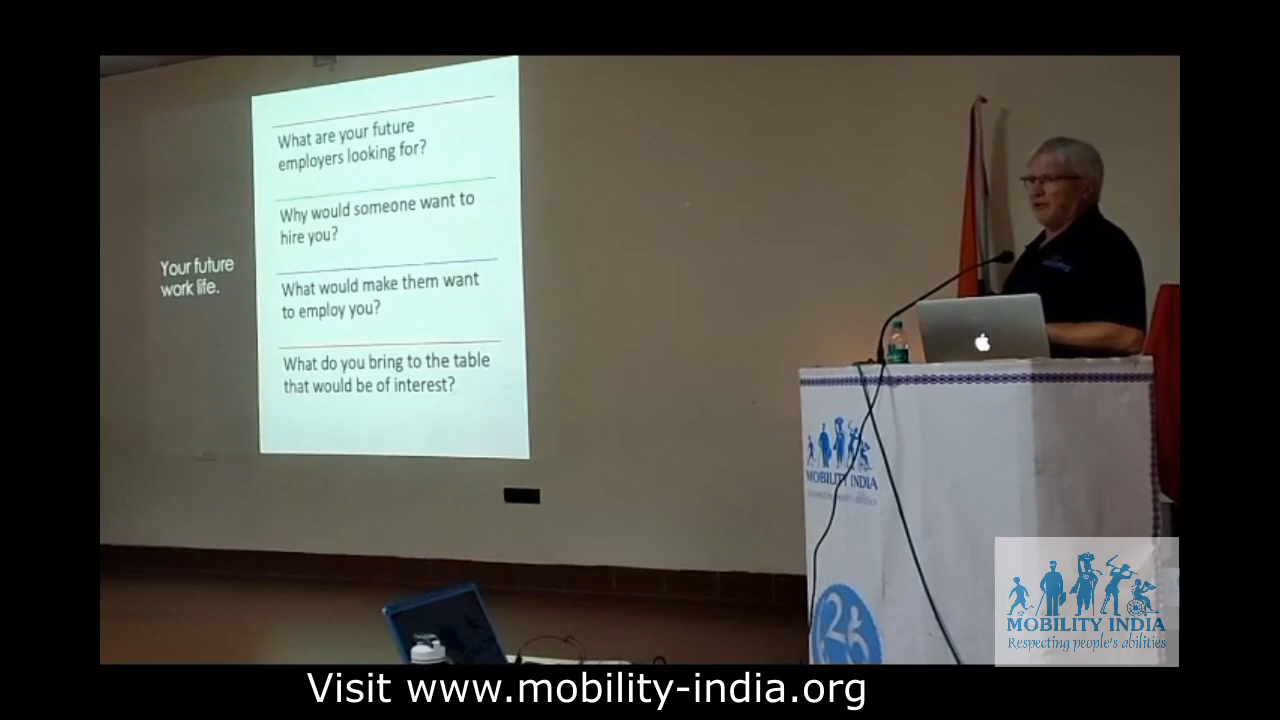 Your future
work life.
What are your future
employers looking for?
Why would someone want to
hire you?
What would make them want
to employ you?
What do you bring to the table
that would be of interest?
MOBILITY INDIA
25
MOBILITY INDIA
Respecting people's abilities
Visit www.mobility-india.org